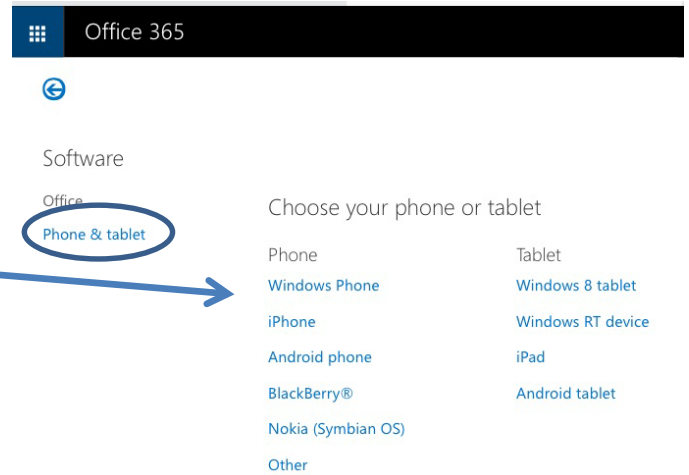 Office 365
Software
Office
Phone & tablet
Choose your phone or tablet
Phone
Windows Phone
iPhone
Android phone
BlackBerry®
Nokia (Symbian OS)
Other
Tablet
Windows 8 tablet
Windows RT device
iPad
Android tablet